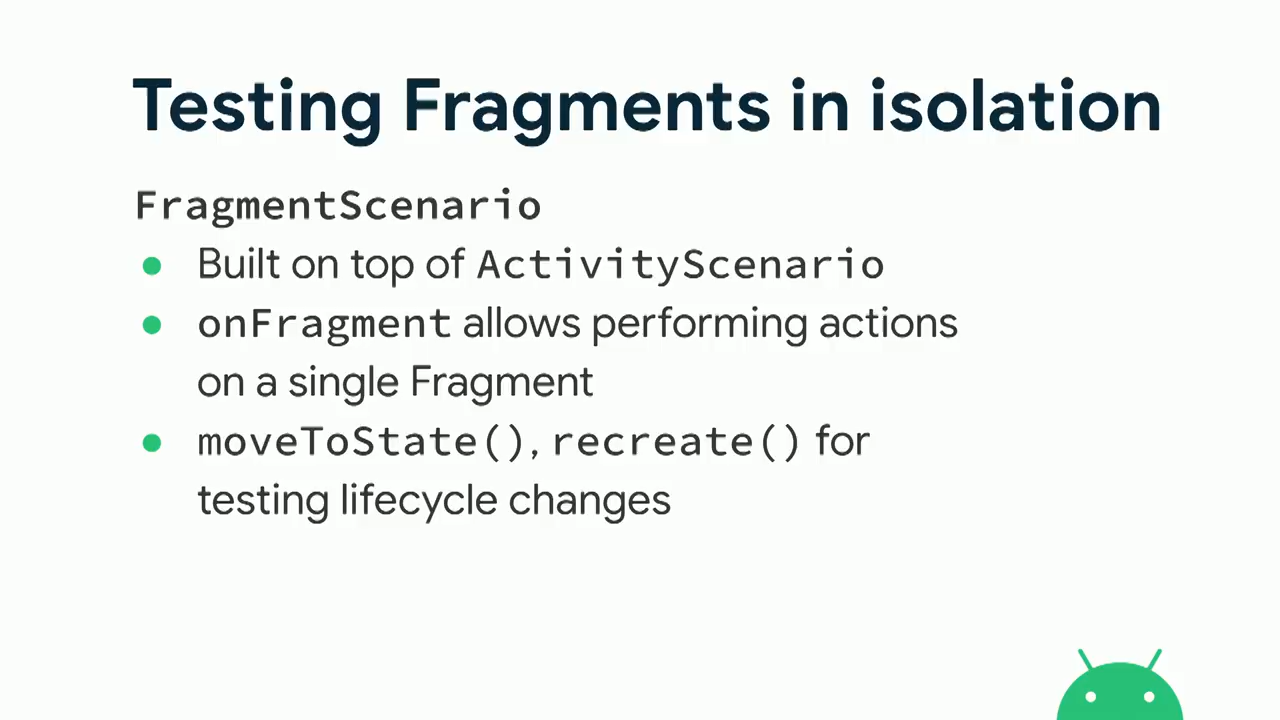 Testing Fragments in isolation
FragmentScenario
● Built on top of ActivityScenario
● onFragment allows performing actions
on a single Fragment
● moveToState(), recreate() for
testing lifecycle changes